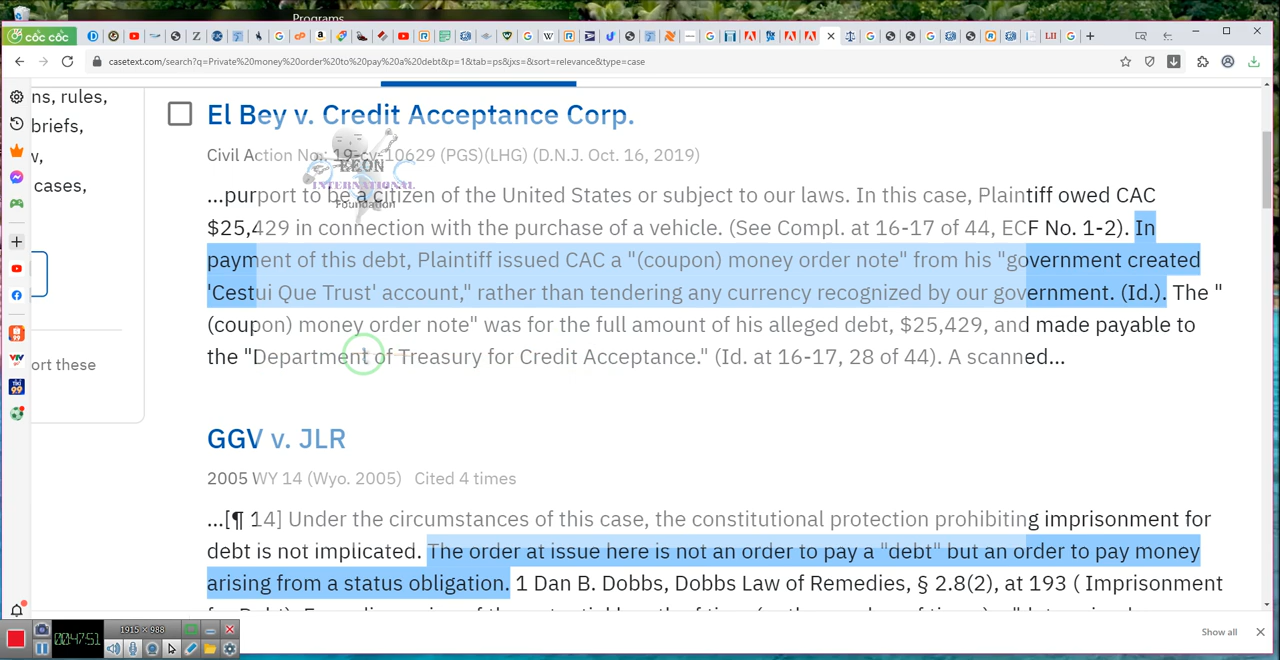 Programs
cốc cốc
casetext.com/search?q=Private%20money%20order%20to%20pay%20a%20debt&p=1&tab=ps&jxs=&sort=relevance&type=case
ns, rules,
briefs,
w,
cases,
ort these
El Bey v. Credit Acceptance Corp.
Civil Action No.: 19-cv-10629 (PGS)(LHG) (D.N.J. Oct. 16, 2019)
EEON
INTERNATIONAL
Foundation
...purport to be a citizen of the United States or subject to our laws. In this case, Plaintiff owed CAC
$25,429 in connection with the purchase of a vehicle. (See Compl. at 16-17 of 44, ECF No. 1-2). In
payment of this debt, Plaintiff issued CAC a "(coupon) money order note" from his "government created
'Cestui Que Trust' account," rather than tendering any currency recognized by our government. (Id.). The "
(coupon) money order note" was for the full amount of his alleged debt, $25,429, and made payable to
the "Department of Treasury for Credit Acceptance." (Id. at 16-17, 28 of 44). A scanned...
GGV v. JLR
2005 WY 14 (Wyo. 2005) Cited 4 times
...[¶ 14] Under the circumstances of this case, the constitutional protection prohibiting imprisonment for
debt is not implicated. The order at issue here is not an order to pay a "debt" but an order to pay money
arising from a status obligation. 1 Dan B. Dobbs, Dobbs Law of Remedies, § 2.8(2), at 193 ( Imprisonment
00:47:51
1915 × 988
Show all